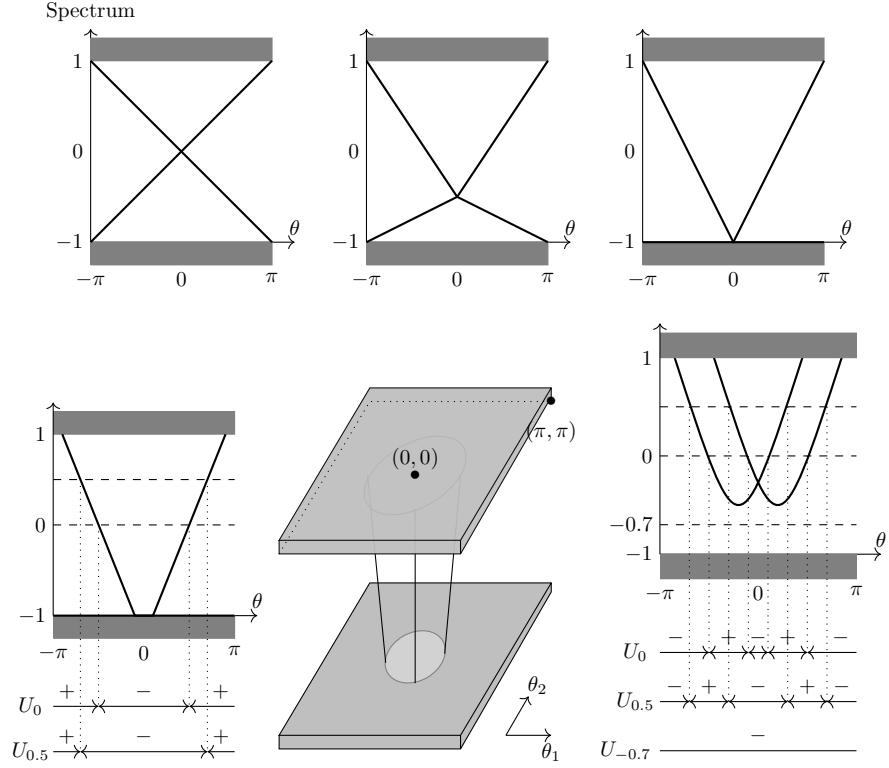 Spectrum
1
0
−1
−π
0
π
θ
1
0
−1
−π
0
π
θ
1
0
−1
−π
0
π
θ
1
0
−1
−π
0
π
θ
+
−
+
U₀
+
−
+
U₀.₅
(0, 0)
(π, π)
θ₂
θ₁
1
0
−0.7
−1
−π
0
π
θ
−
+
−
+
−
U₀
−
+
−
+
−
U₀.₅
−
U₋₀.₇